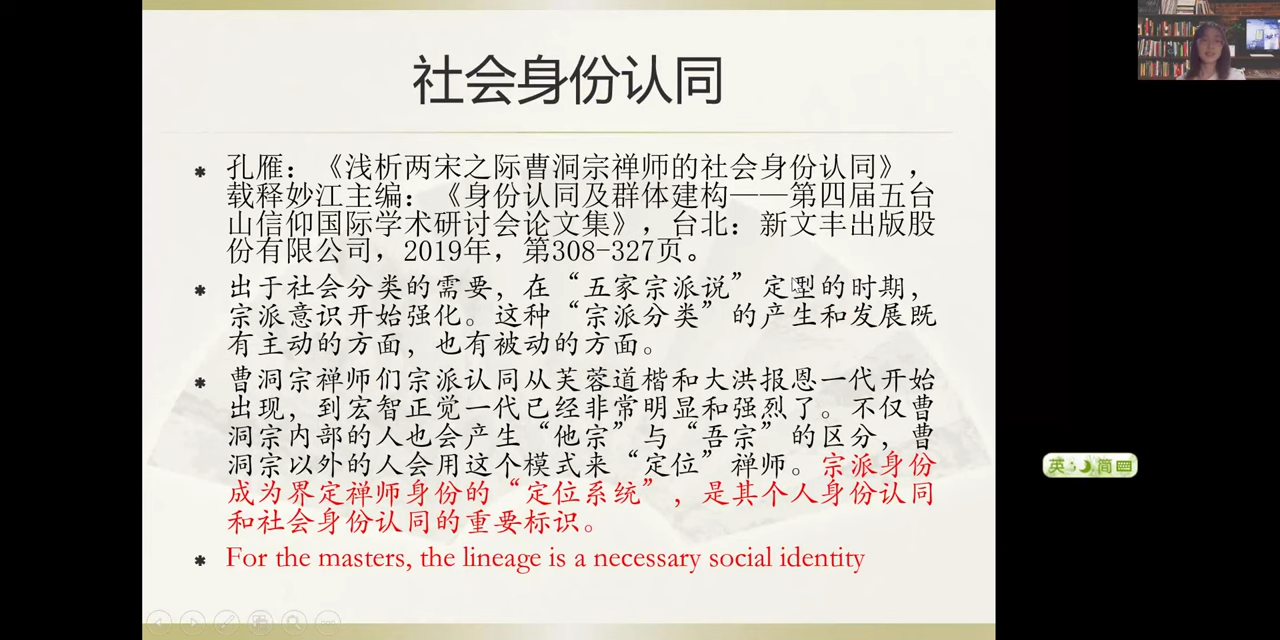 社会身份认同
孔雁：《浅析两宋之际曹洞宗禅师的社会身份认同》，
载释妙江主编：《身份认同及群体建构——第四届五台
山信仰国际学术研讨会论文集》，台北：新文丰出版股
份有限公司，2019年，第308-327页。
出于社会分类的需要，在“五家宗派说”定型的时期，
宗派意识开始强化。这种“宗派分类”的产生和发展既
有主动的方面，也有被动的方面。
曹洞宗禅师们宗派认同从芙蓉道楷和大洪报恩一代开始
出现，到宏智正觉一代已经非常明显和强烈了。不仅曹
洞宗内部的人也会产生“他宗”与“吾宗”的区分，曹
洞宗以外的人会用这个模式来“定位”禅师。宗派身份
成为界定禅师身份的“定位系统”，是其个人身份认同
和社会身份认同的重要标识。
For the masters, the lineage is a necessary social identity
英 简